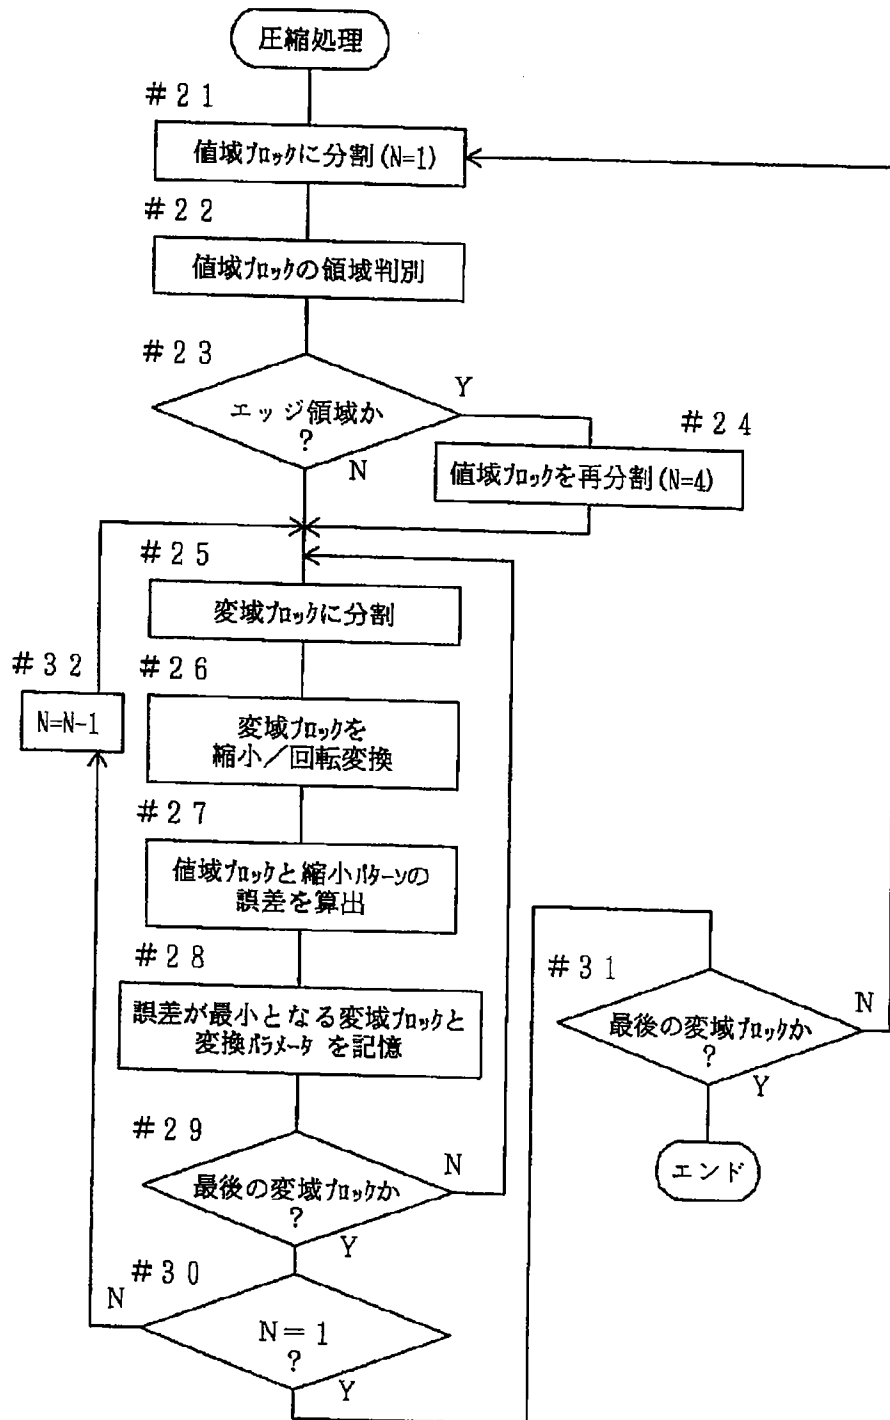 圧縮処理
#21
値域ブロックに分割(N=1)
#22
値域ブロックの領域判別
#23
エッジ領域か
?
Y
N
#24
値域ブロックを再分割(N=4)
#25
変域ブロックに分割
#32
N=N-1
#26
変域ブロックを
縮小/回転変換
#27
値域ブロックと縮小パターンの
誤差を算出
#28
誤差が最小となる変域ブロックと
変換パラメータ を記憶
#29
最後の変域ブロックか
?
N
Y
#30
N=1
?
N
Y
#31
最後の変域ブロックか
?
N
Y
エンド